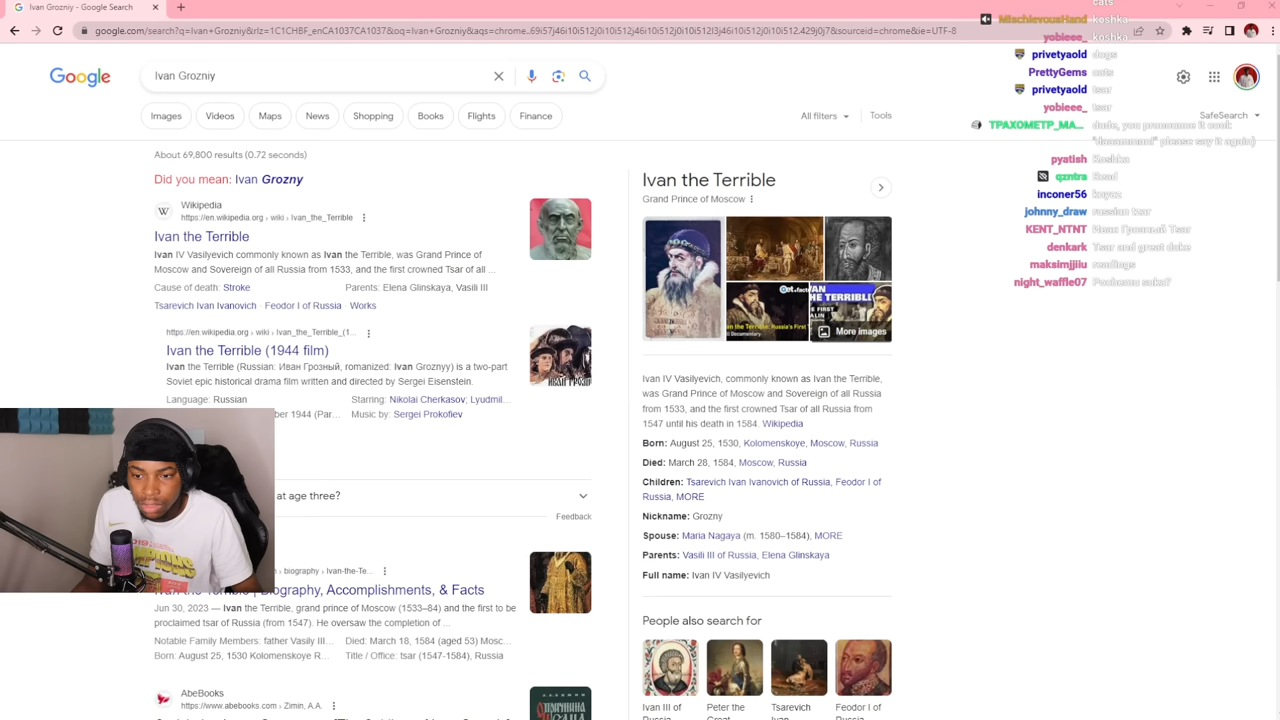 Ivan Grozniy - Google Search
google.com/search?q=Ivan+Grozniy&rlz=1C1CHBF_enCA1037CA1037&oq=Ivan+Grozniy&aqs=chrome..69i57j46i10i512j0i10i512l3j46i10i512j0i10i512l3j46i10i512j0i10i512.429j0j7&sourceid=chrome&ie=UTF-8
Google
Ivan Grozniy
Images
Videos
Maps
News
Shopping
Books
Flights
Finance
All filters
Tools
SafeSearch
About 69,800 results (0.72 seconds)
Did you mean: Ivan Grozny
Wikipedia
https://en.wikipedia.org › wiki › Ivan_the_Terrible
Ivan the Terrible
Ivan IV Vasilyevich commonly known as Ivan the Terrible, was Grand Prince of
Moscow and Sovereign of all Russia from 1533, and the first crowned Tsar of all ...
Cause of death: Stroke
Parents: Elena Glinskaya, Vasili III
Tsarevich Ivan Ivanovich · Feodor I of Russia · Works
https://en.wikipedia.org › wiki › Ivan_the_Terrible_(1...
Ivan the Terrible (1944 film)
Ivan the Terrible (Russian: Иван Грозный, romanized: Ivan Groznyy) is a two-part
Soviet epic historical drama film written and directed by Sergei Eisenstein.
Language: Russian
Starring: Nikolai Cherkasov; Lyudmil...
ber 1944 (Par...
Music by: Sergei Prokofiev
at age three?
Feedback
biography › Ivan-the-Te...
Ivan the Terrible | Biography, Accomplishments, & Facts
Jun 30, 2023 — Ivan the Terrible, grand prince of Moscow (1533–84) and the first to be
proclaimed tsar of Russia (from 1547). He oversaw the completion of ...
Notable Family Members: father Vasily III...
Died: March 18, 1584 (aged 53) Mosc...
Born: August 25, 1530 Kolomenskoye R...
Title / Office: tsar (1547-1584), Russia
AbeBooks
https://www.abebooks.com › Zimin, A.A.
Ivan the Terrible
Grand Prince of Moscow
More images
Ivan IV Vasilyevich, commonly known as Ivan the Terrible,
was Grand Prince of Moscow and Sovereign of all Russia
from 1533, and the first crowned Tsar of all Russia from
1547 until his death in 1584. Wikipedia
Born: August 25, 1530, Kolomenskoye, Moscow, Russia
Died: March 28, 1584, Moscow, Russia
Children: Tsarevich Ivan Ivanovich of Russia, Feodor I of
Russia, MORE
Nickname: Grozny
Spouse: Maria Nagaya (m. 1580–1584), MORE
Parents: Vasili III of Russia, Elena Glinskaya
Full name: Ivan IV Vasilyevich
People also search for
Ivan III of
Russia
Peter the
Great
Tsarevich
Ivan
Feodor I of
Russia
cats
MischievousHand koshka
yobieee_ koshka
privetyaold dogs
PrettyGems cats
privetyaold tsar
yobieee_ tsar
TPAXOMETP_MA... dude, you pronounce it cook
please say it again)
pyatish Koshka
qzntra Read
inconer56 knyaz
johnny_draw russian tzar
KENT_NTNT Иван Грозный Tsar
denkark Tsar and great duke
maksimjjiiu readings
night_waffle07